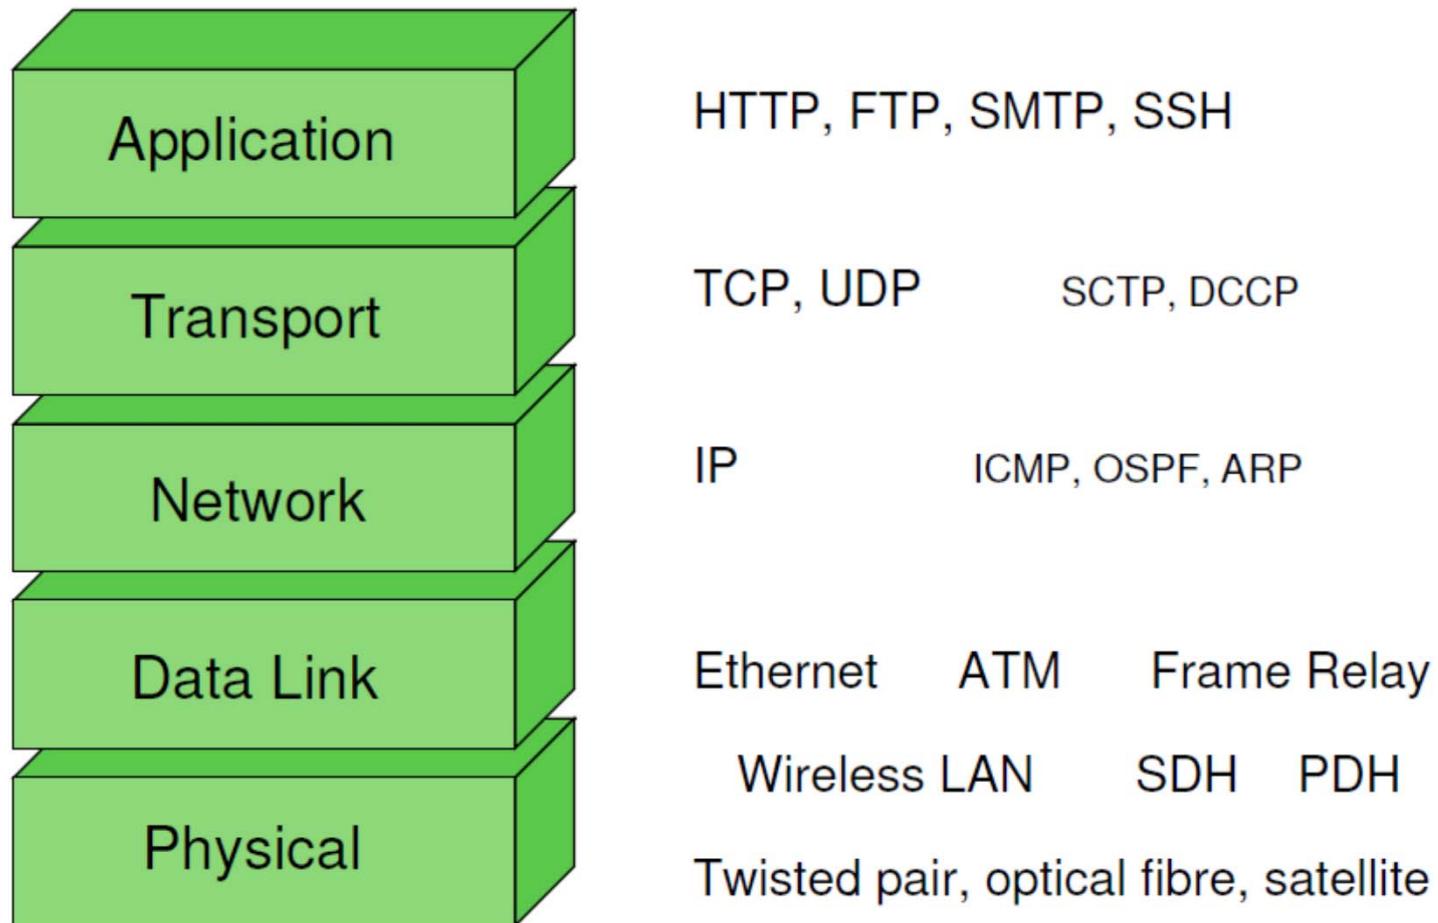 Application
HTTP, FTP, SMTP, SSH
Transport
TCP, UDP SCTP, DCCP
Network
IP ICMP, OSPF, ARP
Data Link
Ethernet ATM Frame Relay
Wireless LAN SDH PDH
Physical
Twisted pair, optical fibre, satellite